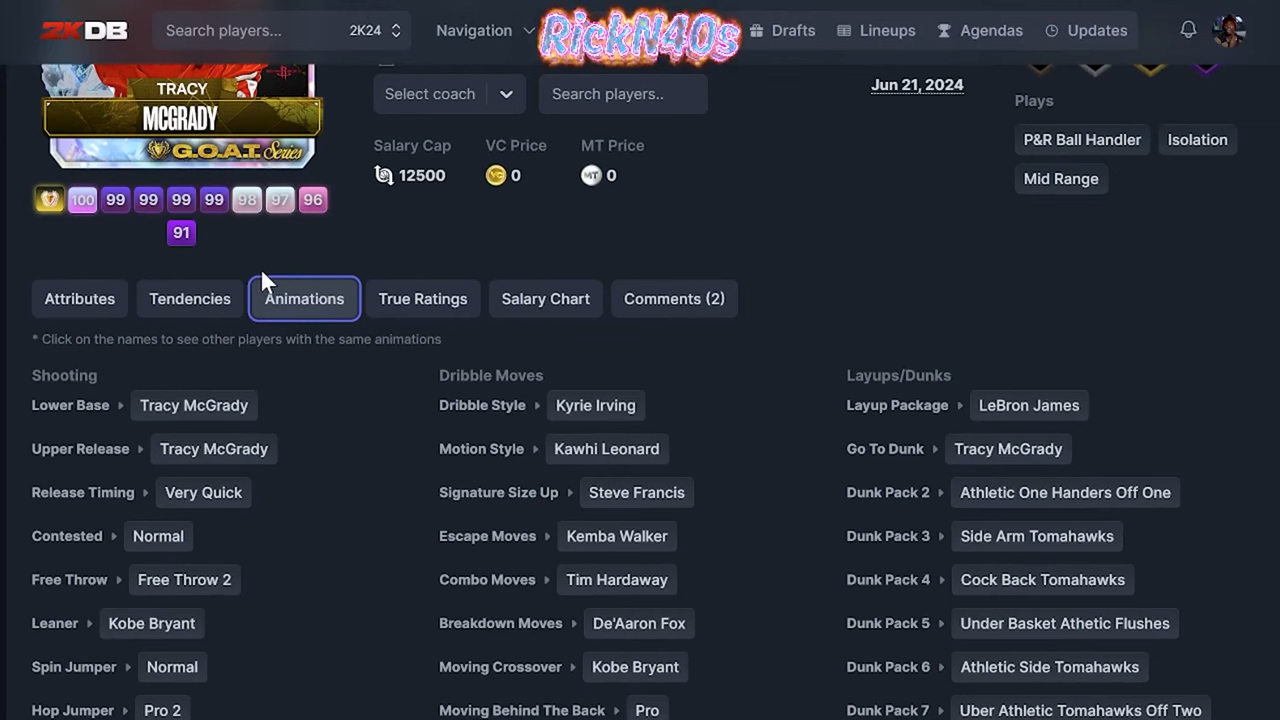 2KDB
Search players...
2K24
Navigation
RickN40s
Drafts
Lineups
Agendas
Updates
TRACY
MCGRADY
G.O.A.T. Series
100 99 99 99 99 98 97 96
91
Select coach
Search players..
Salary Cap
12500
VC Price
VC 0
MT Price
MT 0
Jun 21, 2024
Plays
P&R Ball Handler
Isolation
Mid Range
Attributes
Tendencies
Animations
True Ratings
Salary Chart
Comments (2)
* Click on the names to see other players with the same animations
Shooting
Lower Base Tracy McGrady
Upper Release Tracy McGrady
Release Timing Very Quick
Contested Normal
Free Throw Free Throw 2
Leaner Kobe Bryant
Spin Jumper Normal
Hop Jumper Pro 2
Dribble Moves
Dribble Style Kyrie Irving
Motion Style Kawhi Leonard
Signature Size Up Steve Francis
Escape Moves Kemba Walker
Combo Moves Tim Hardaway
Breakdown Moves De'Aaron Fox
Moving Crossover Kobe Bryant
Moving Behind The Back Pro
Layups/Dunks
Layup Package LeBron James
Go To Dunk Tracy McGrady
Dunk Pack 2 Athletic One Handers Off One
Dunk Pack 3 Side Arm Tomahawks
Dunk Pack 4 Cock Back Tomahawks
Dunk Pack 5 Under Basket Athetic Flushes
Dunk Pack 6 Athletic Side Tomahawks
Dunk Pack 7 Uber Athletic Tomahawks Off Two